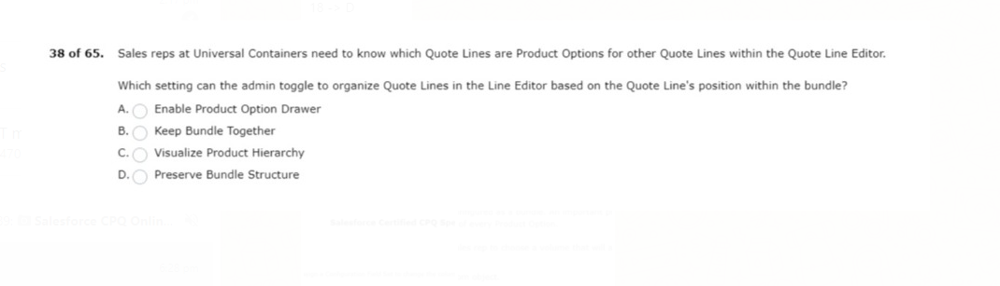 38 of 65. Sales reps at Universal Containers need to know which Quote Lines are Product Options for other Quote Lines within the Quote Line Editor.
Which setting can the admin toggle to organize Quote Lines in the Line Editor based on the Quote Line's position within the bundle?
A. Enable Product Option Drawer
B. Keep Bundle Together
C. Visualize Product Hierarchy
D. Preserve Bundle Structure
Salesforce CPQ Onlin...